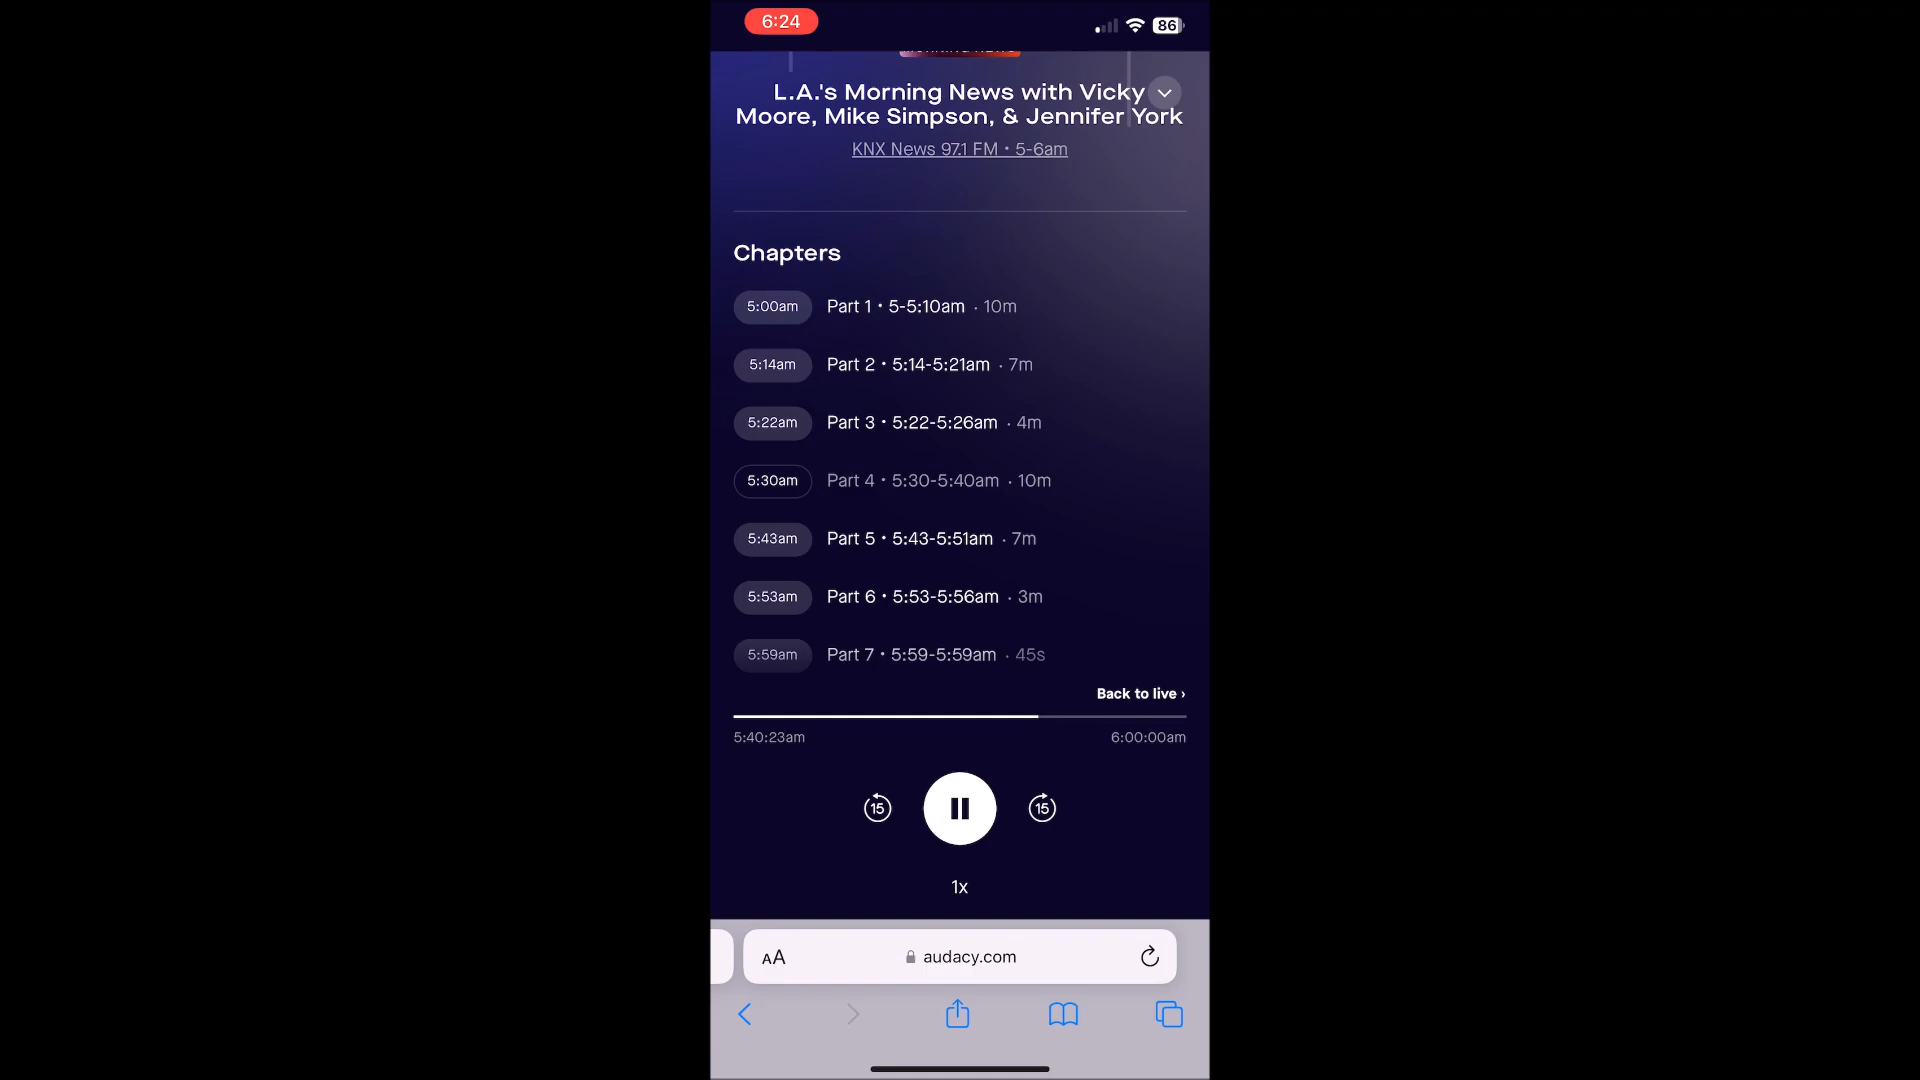 6:24
86
L.A.'s Morning News with Vicky
Moore, Mike Simpson, & Jennifer York
KNX News 97.1 FM • 5-6am
Chapters
5:00am Part 1 • 5-5:10am · 10m
5:14am Part 2 • 5:14-5:21am · 7m
5:22am Part 3 • 5:22-5:26am · 4m
5:30am Part 4 • 5:30-5:40am · 10m
5:43am Part 5 • 5:43-5:51am · 7m
5:53am Part 6 • 5:53-5:56am · 3m
5:59am Part 7 • 5:59-5:59am · 45s
Back to live ›
5:40:23am 6:00:00am
15 15
1x
AA audacy.com